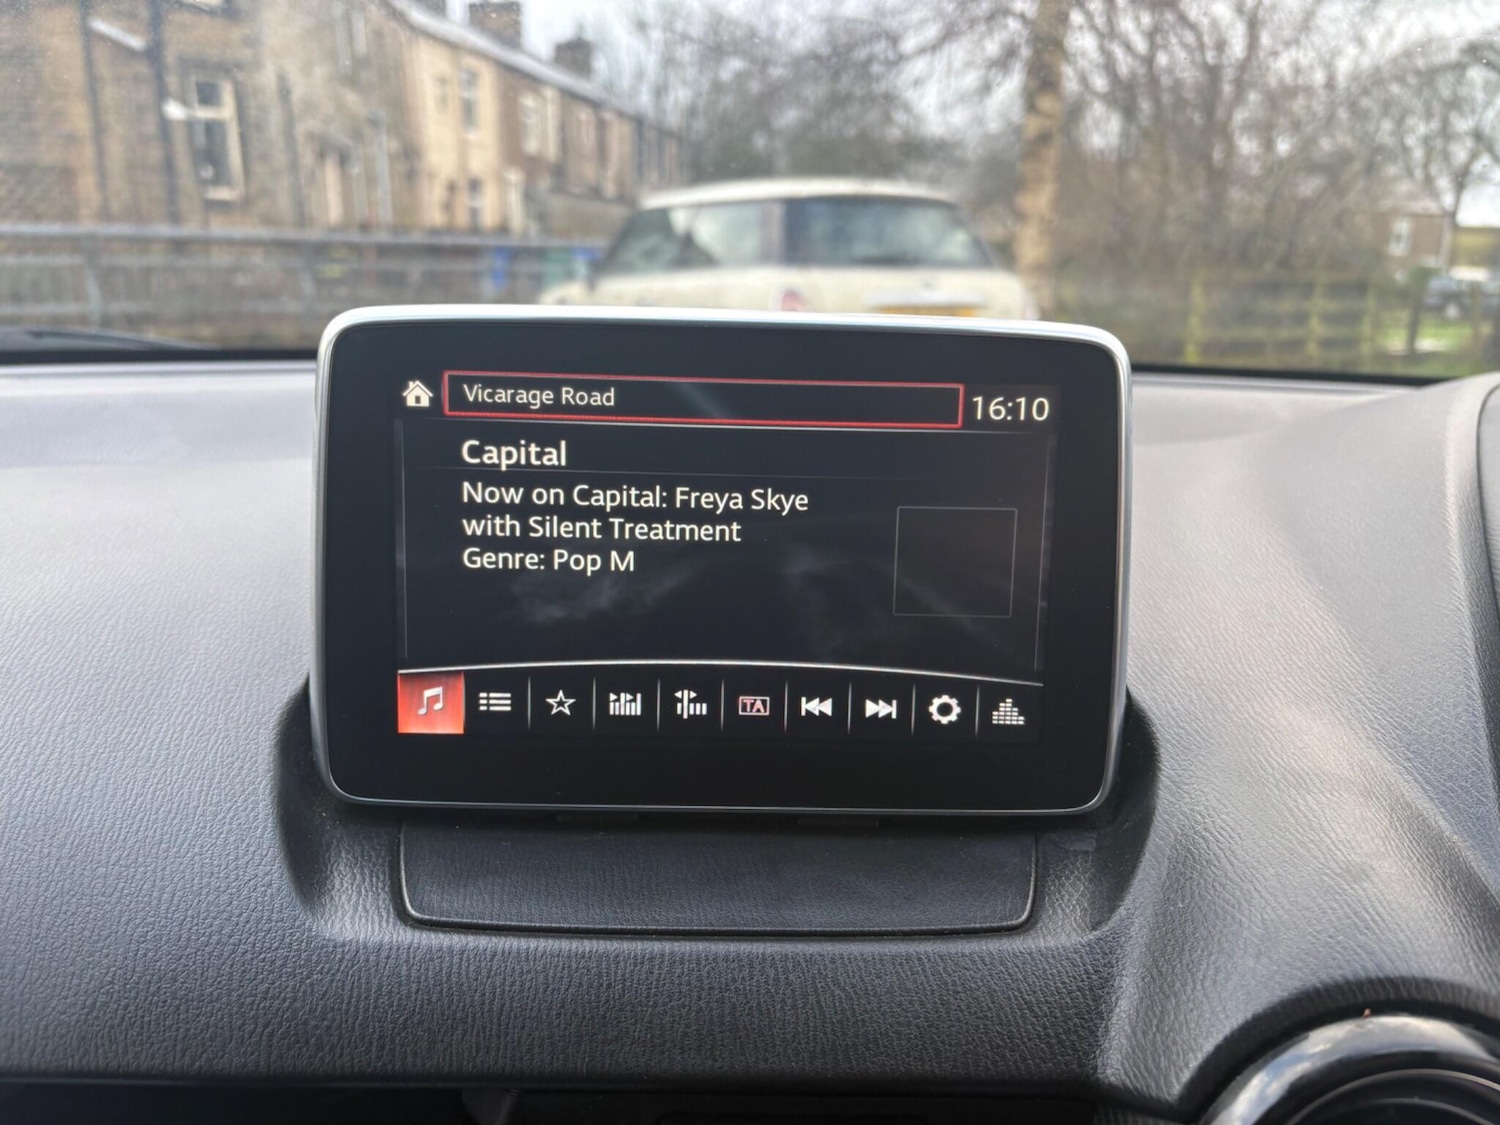 Vicarage Road
16:10
Capital
Now on Capital: Freya Skye
with Silent Treatment
Genre: Pop M
TA